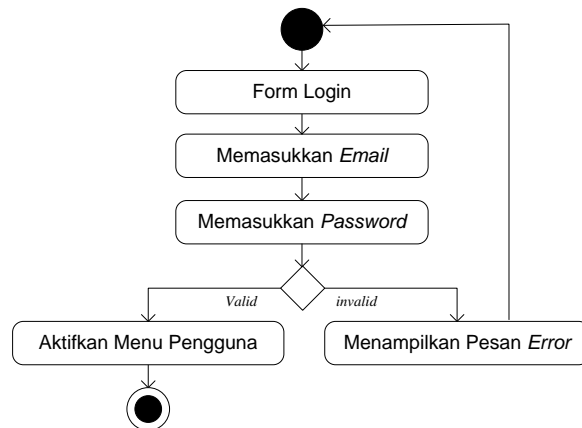 Form Login
Memasukkan Email
Memasukkan Password
Valid
invalid
Aktifkan Menu Pengguna
Menampilkan Pesan Error